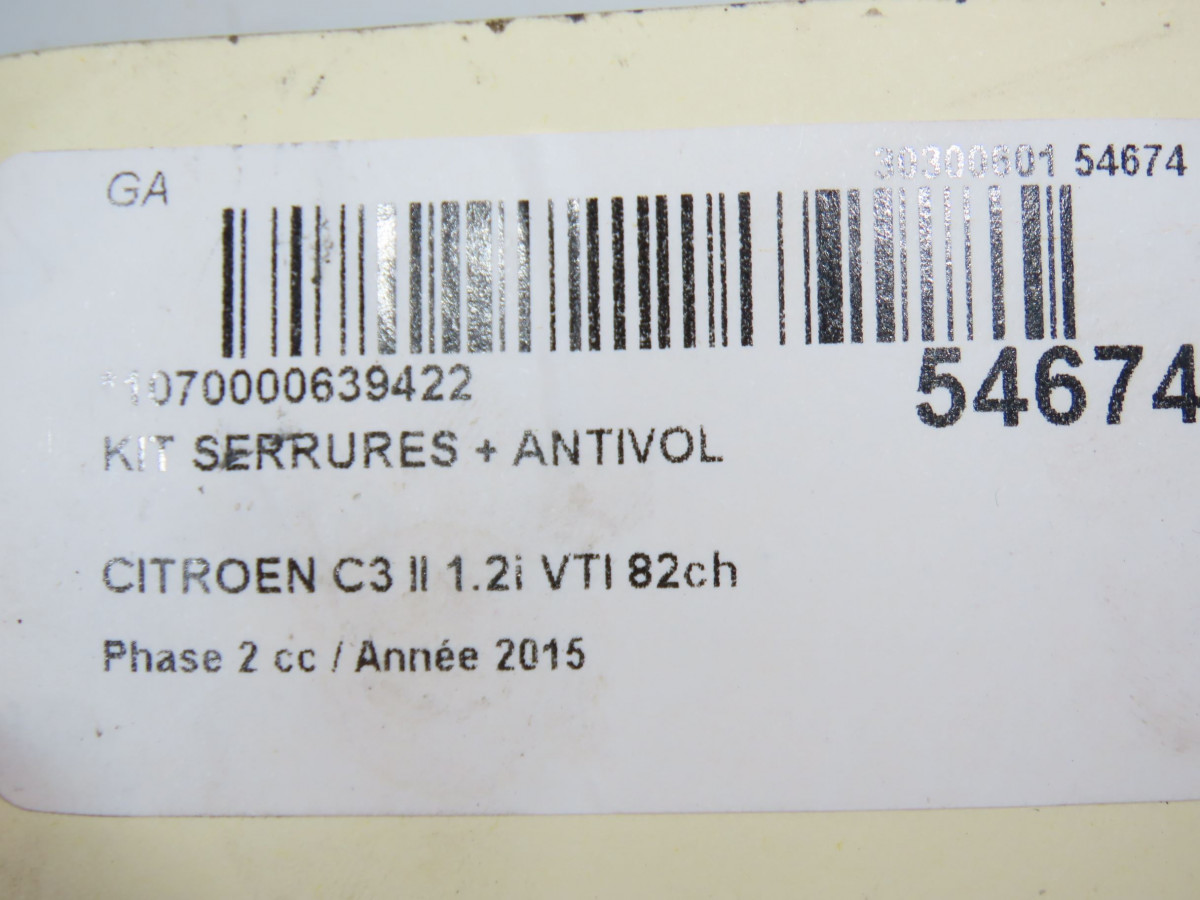 GA
30300601 54674
*1070000639422
54674
KIT SERRURES + ANTIVOL
CITROEN C3 II 1.2i VTI 82ch
Phase 2 cc / Année 2015